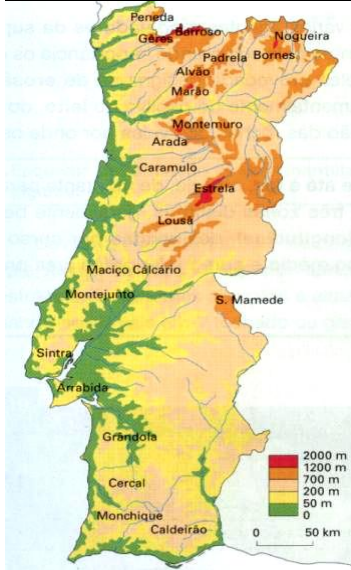 Peneda
Gerês
Barroso
Nogueira
Padrela
Bornes
Alvão
Marão
Montemuro
Arada
Caramulo
Estrela
Lousã
Maciço Calcário
Montejunto
S. Mamede
Sintra
Arrabida
Grândola
Cercal
Monchique
Caldeirão
2000 m
1200 m
700 m
200 m
50 m
0
0 50 km